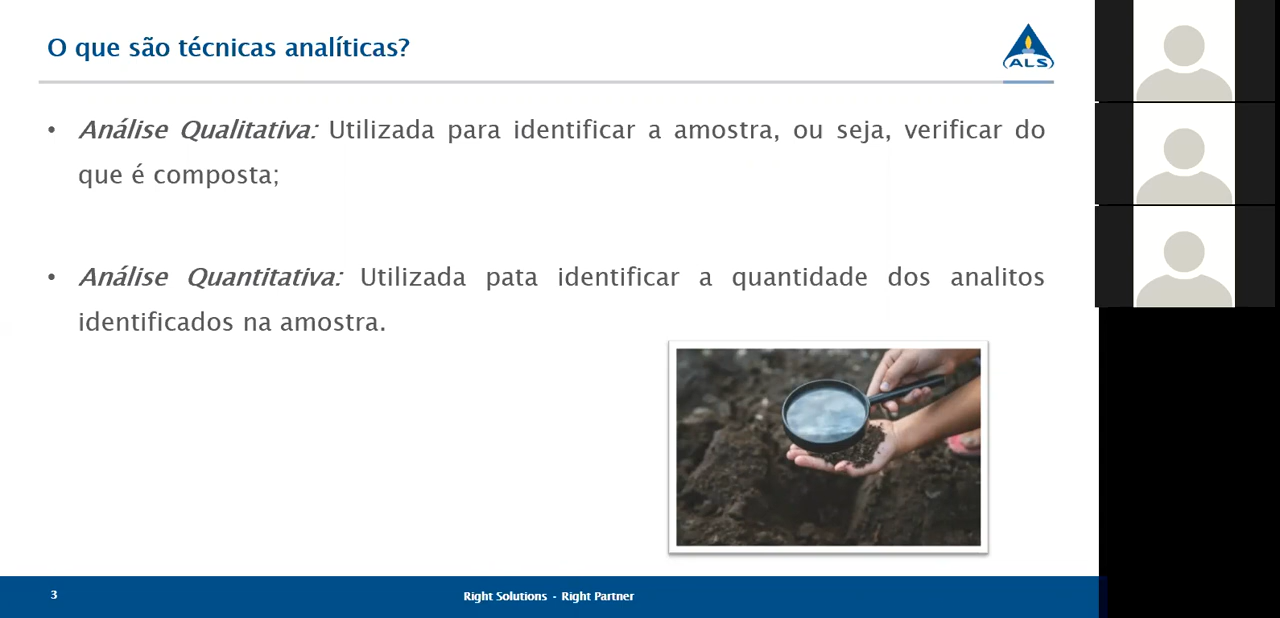 O que são técnicas analíticas?
ALS
• Análise Qualitativa: Utilizada para identificar a amostra, ou seja, verificar do
que é composta;
• Análise Quantitativa: Utilizada pata identificar a quantidade dos analitos
identificados na amostra.
3
Right Solutions - Right Partner